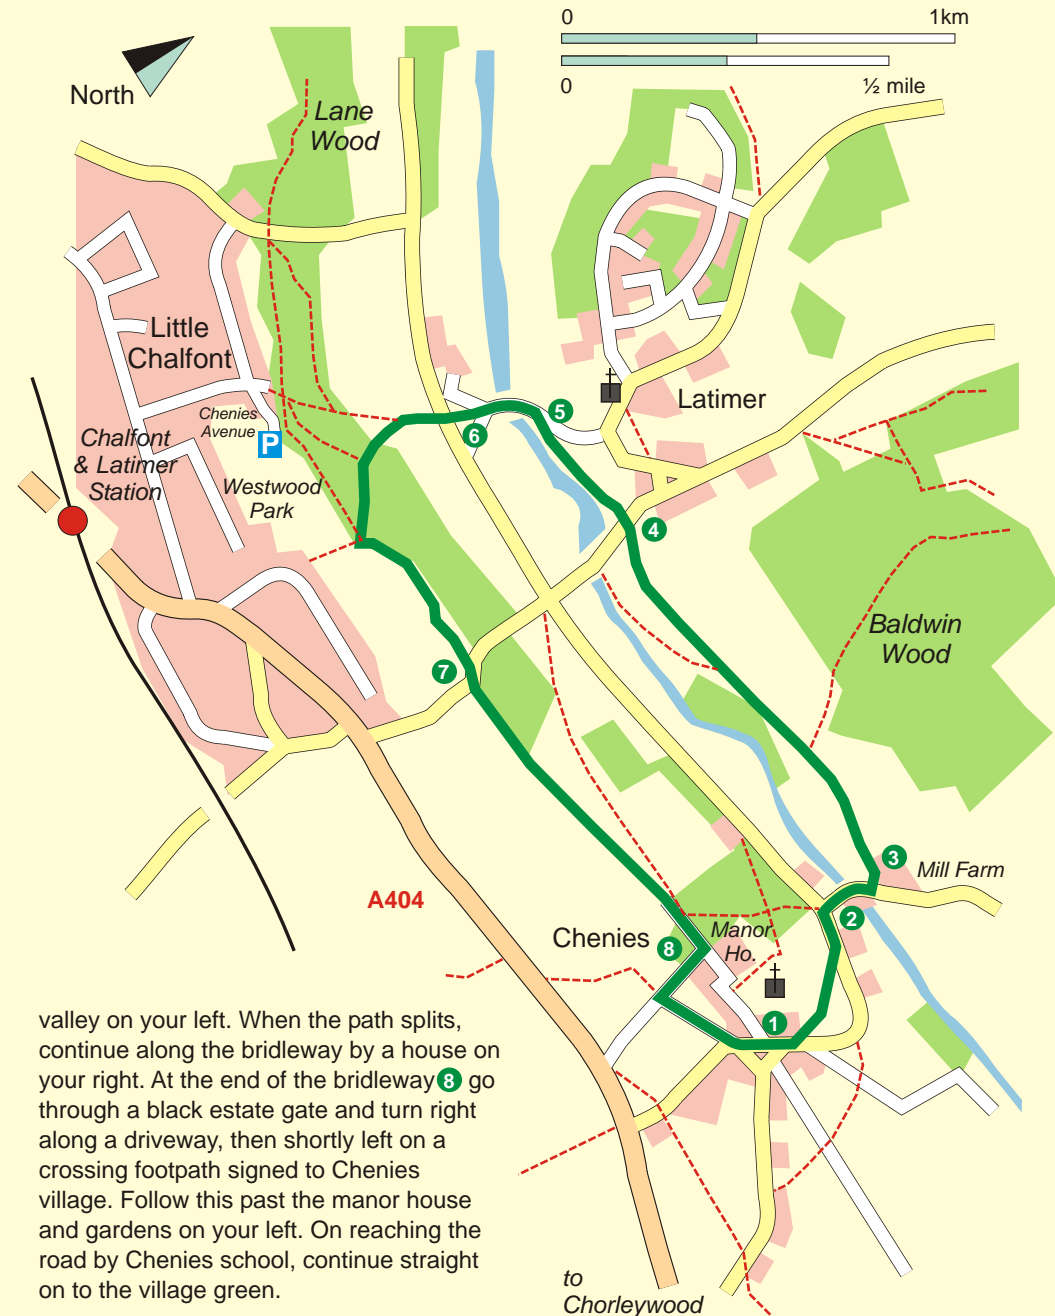 0 1km
0 ½ mile
North
Lane
Wood
Little
Chalfont
Chenies
Avenue
P
Chalfont
& Latimer
Station
Westwood
Park
Latimer
5
6
4
Baldwin
Wood
7
3
Mill Farm
A404
2
Chenies
8
Manor
Ho.
1
valley on your left. When the path splits,
continue along the bridleway by a house on
your right. At the end of the bridleway 8 go
through a black estate gate and turn right
along a driveway, then shortly left on a
crossing footpath signed to Chenies
village. Follow this past the manor house
and gardens on your left. On reaching the
road by Chenies school, continue straight
on to the village green.
to
Chorleywood